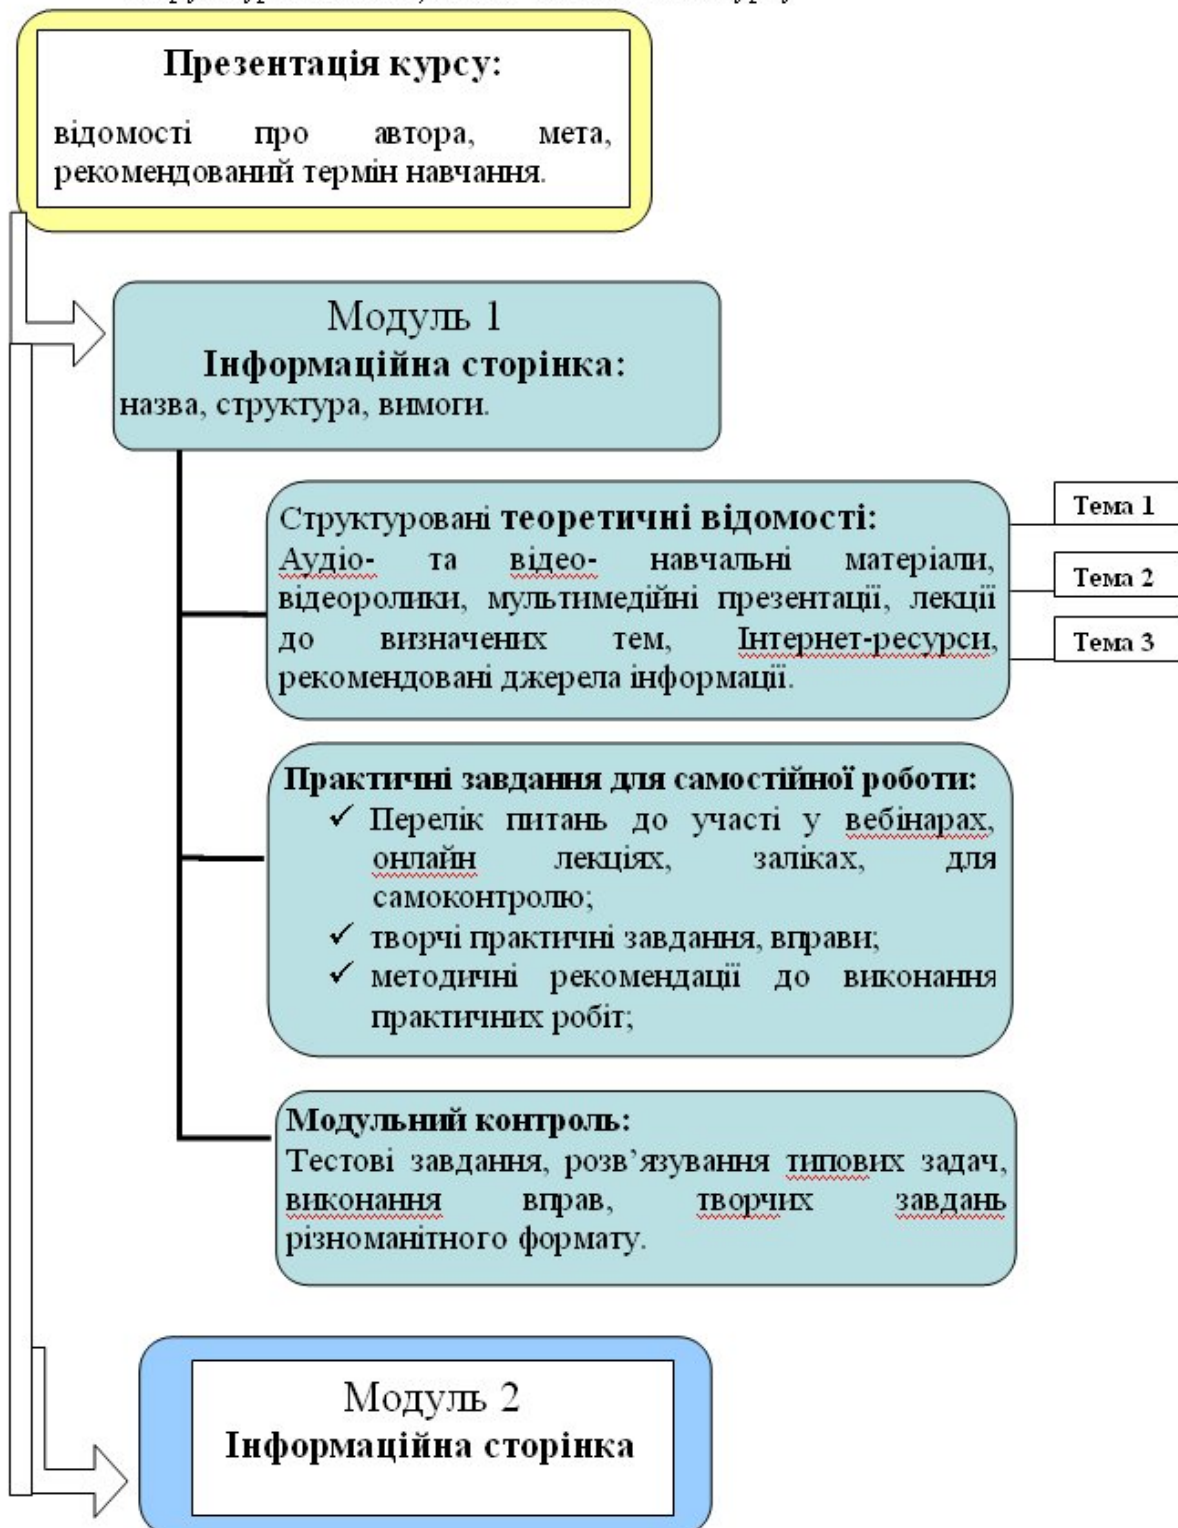 Презентація курсу:
відомості про автора, мета,
рекомендований термін навчання.
Модуль 1
Інформаційна сторінка:
назва, структура, вимоги.
Структуровані теоретичні відомості:
Аудіо- та відео- навчальні матеріали,
відеоролики, мультимедійні презентації, лекції
до визначених тем, Інтернет-ресурси,
рекомендовані джерела інформації.
Тема 1
Тема 2
Тема 3
Практичні завдання для самостійної роботи:
✓ Перелік питань до участі у вебінарах,
онлайн лекціях, заліках, для
самоконтролю;
✓ творчі практичні завдання, вправи;
✓ методичні рекомендації до виконання
практичних робіт;
Модульний контроль:
Тестові завдання, розв’язування типових задач,
виконання вправ, творчих завдань
різноманітного формату.
Модуль 2
Інформаційна сторінка